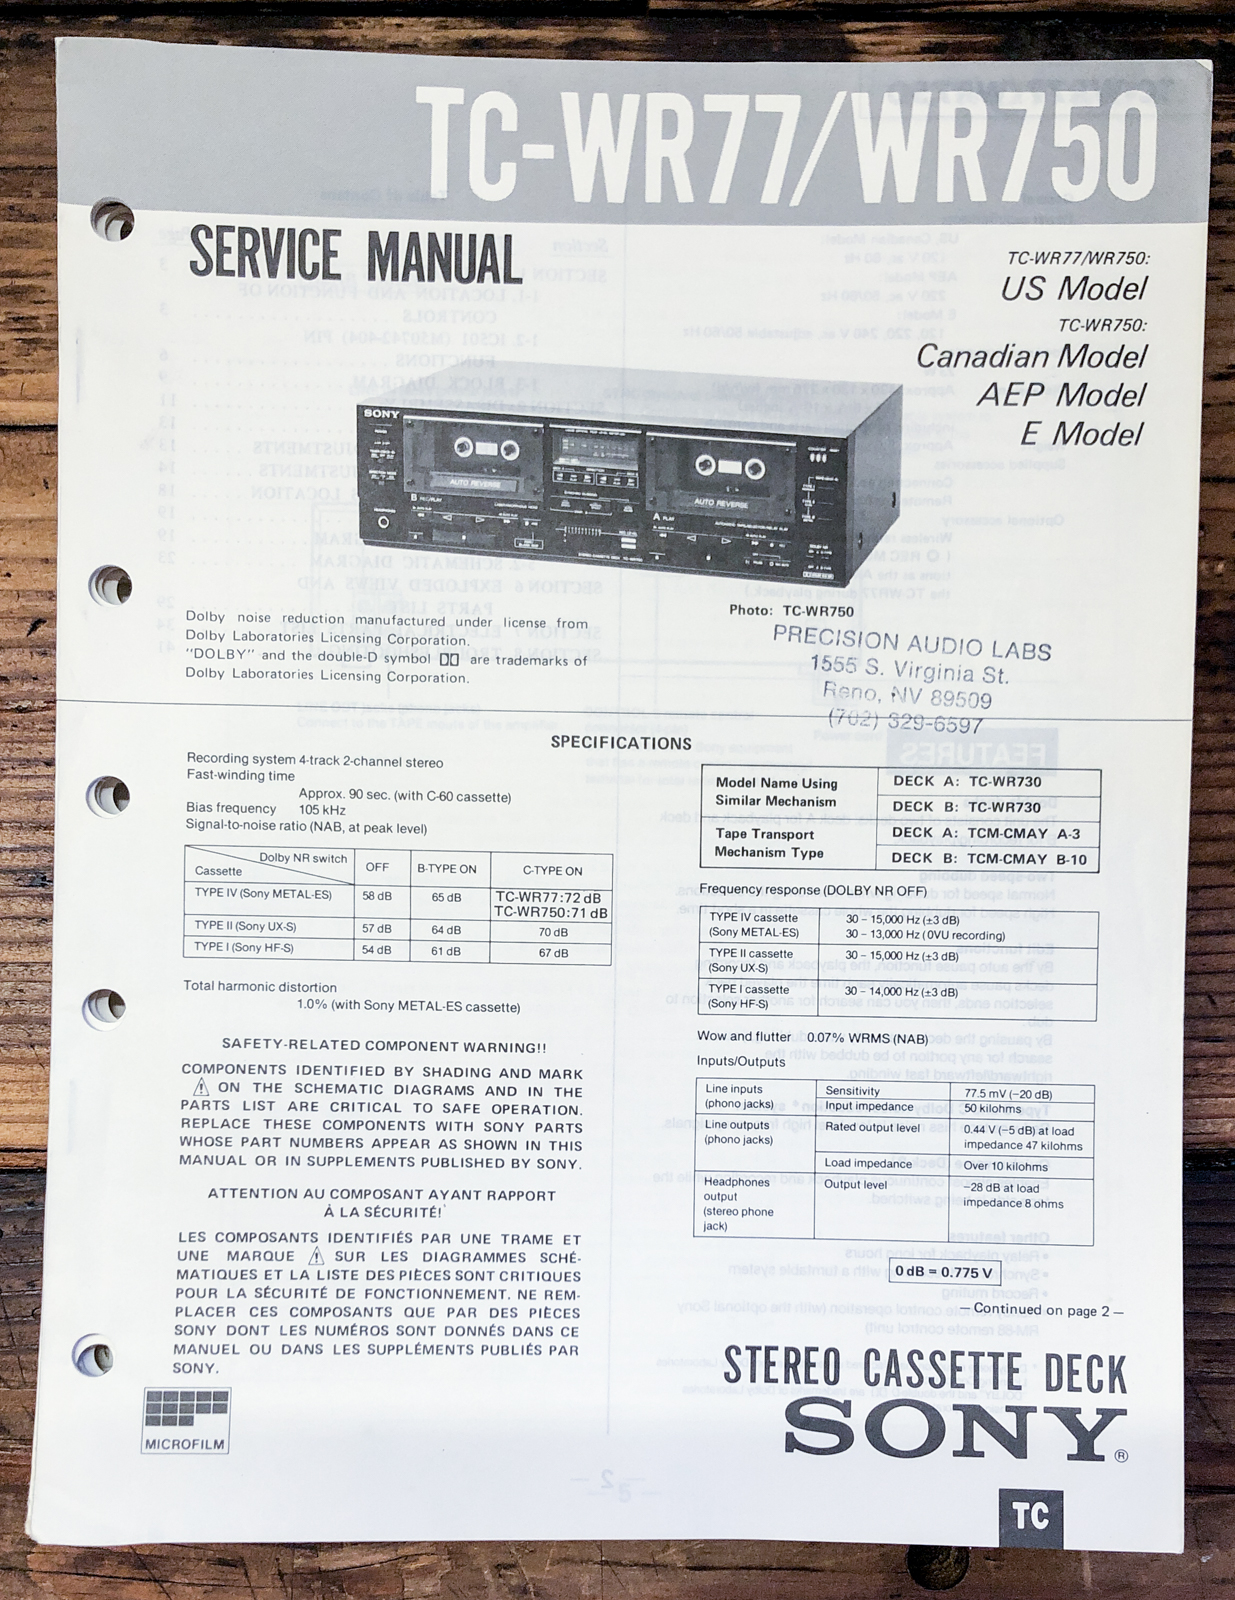 TC-WR77/WR750
SERVICE MANUAL
TC-WR77/WR750:
US Model
TC-WR750:
Canadian Model
AEP Model
E Model
SONY
AUTO REVERSE
AUTO REVERSE
B REC/PLAY
A PLAY
Photo: TC-WR750
Dolby noise reduction manufactured under license from
Dolby Laboratories Licensing Corporation.
"DOLBY" and the double-D symbol are trademarks of
Dolby Laboratories Licensing Corporation.
PRECISION AUDIO LABS
1555 S. Virginia St.
Reno, NV 89509
(702) 329-6597
SPECIFICATIONS
Recording system 4-track 2-channel stereo
Fast-winding time
Approx. 90 sec. (with C-60 cassette)
Bias frequency 105 kHz
Signal-to-noise ratio (NAB, at peak level)
Dolby NR switch
Cassette OFF B-TYPE ON C-TYPE ON
TYPE IV (Sony METAL-ES) 58 dB 65 dB TC-WR77:72 dB
TC-WR750:71 dB
TYPE II (Sony UX-S) 57 dB 64 dB 70 dB
TYPE I (Sony HF-S) 54 dB 61 dB 67 dB
Total harmonic distortion
1.0% (with Sony METAL-ES cassette)
SAFETY-RELATED COMPONENT WARNING!!
COMPONENTS IDENTIFIED BY SHADING AND MARK
⚠ ON THE SCHEMATIC DIAGRAMS AND IN THE
PARTS LIST ARE CRITICAL TO SAFE OPERATION.
REPLACE THESE COMPONENTS WITH SONY PARTS
WHOSE PART NUMBERS APPEAR AS SHOWN IN THIS
MANUAL OR IN SUPPLEMENTS PUBLISHED BY SONY.
ATTENTION AU COMPOSANT AYANT RAPPORT
À LA SÉCURITÉ!
LES COMPOSANTS IDENTIFIÉS PAR UNE TRAME ET
UNE MARQUE ⚠ SUR LES DIAGRAMMES SCHÉ-
MATIQUES ET LA LISTE DES PIÈCES SONT CRITIQUES
POUR LA SÉCURITÉ DE FONCTIONNEMENT. NE REM-
PLACER CES COMPOSANTS QUE PAR DES PIÈCES
SONY DONT LES NUMÉROS SONT DONNÉS DANS CE
MANUEL OU DANS LES SUPPLÉMENTS PUBLIÉS PAR
SONY.
MICROFILM
Model Name Using
Similar Mechanism
DECK A: TC-WR730
DECK B: TC-WR730
Tape Transport
Mechanism Type
DECK A: TCM-CMAY A-3
DECK B: TCM-CMAY B-10
Frequency response (DOLBY NR OFF)
TYPE IV cassette 30 – 15,000 Hz (±3 dB)
(Sony METAL-ES) 30 – 13,000 Hz (0VU recording)
TYPE II cassette 30 – 15,000 Hz (±3 dB)
(Sony UX-S)
TYPE I cassette 30 – 14,000 Hz (±3 dB)
(Sony HF-S)
Wow and flutter 0.07% WRMS (NAB)
Inputs/Outputs
Line inputs Sensitivity 77.5 mV (−20 dB)
(phono jacks) Input impedance 50 kilohms
Line outputs Rated output level 0.44 V (−5 dB) at load
(phono jacks) impedance 47 kilohms
Load impedance Over 10 kilohms
Headphones Output level −28 dB at load
output impedance 8 ohms
(stereo phone
jack)
0 dB = 0.775 V
— Continued on page 2 —
STEREO CASSETTE DECK
SONY®
TC